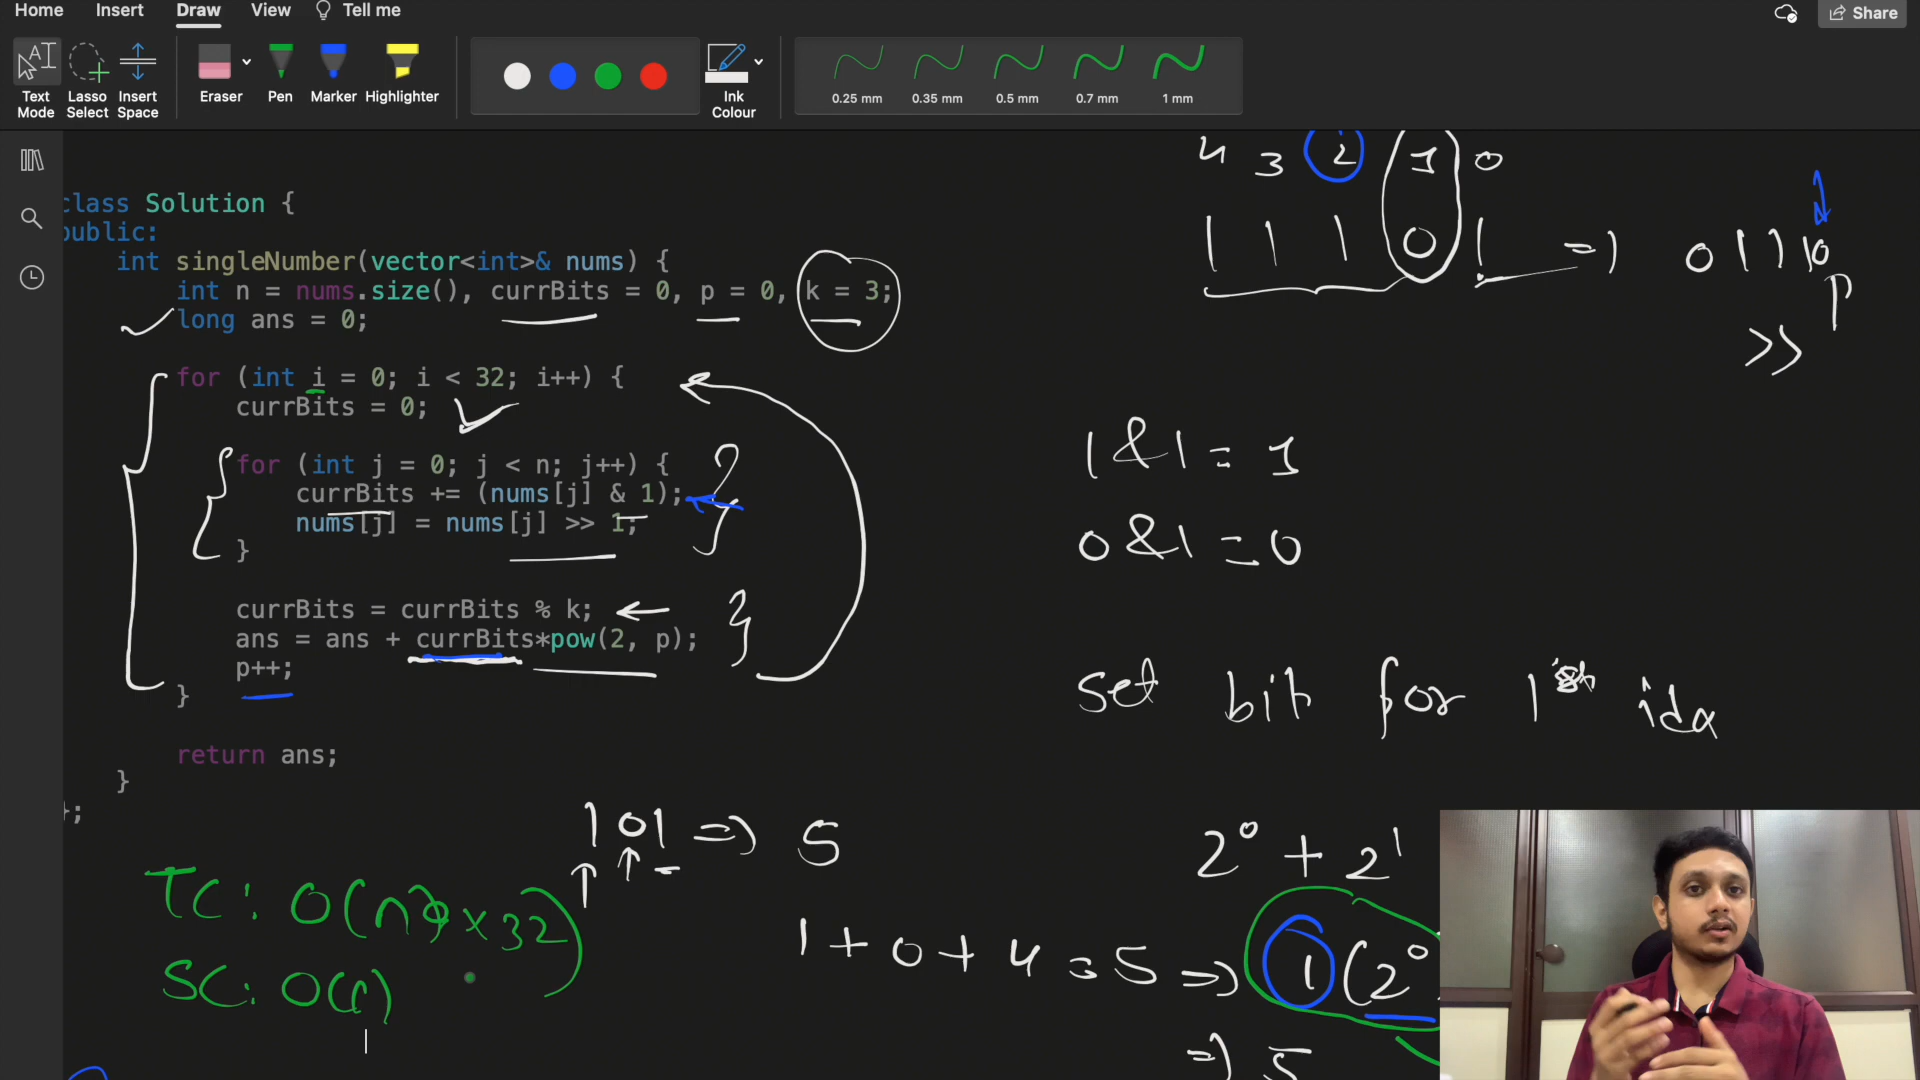 Home Insert Draw View Tell me Share
Text Mode Lasso Select Insert Space Eraser Pen Marker Highlighter Ink Colour 0.25 mm 0.35 mm 0.5 mm 0.7 mm 1 mm
class Solution {
public:
int singleNumber(vector<int>& nums) {
int n = nums.size(), currBits = 0, p = 0, k = 3;
long ans = 0;
for (int i = 0; i < 32; i++) {
currBits = 0;
for (int j = 0; j < n; j++) {
currBits += (nums[j] & 1);
nums[j] = nums[j] >> 1;
}
currBits = currBits % k;
ans = ans + currBits*pow(2, p);
p++;
}
return ans;
}
};
4 3 2 1 0
1 1 1 0 1 => 01110
>>
1 & 1 = 1
0 & 1 = 0
set bit for 1st idx
101 => 5
2⁰ + 2¹
1 + 0 + 4 = 5 => 1 (2⁰
=> 5
TC: O(n × 32)
SC: O(1)